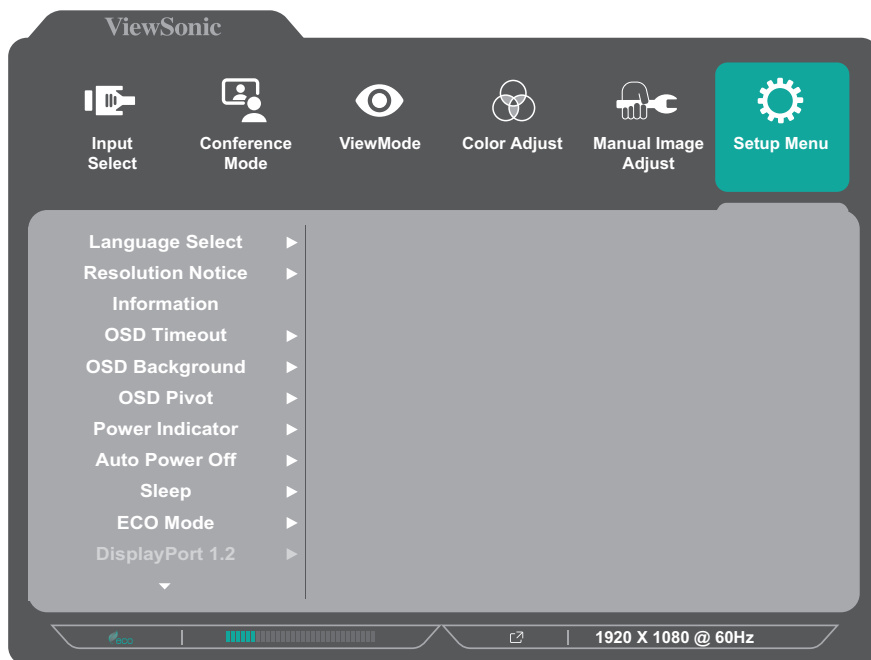 ViewSonic
Input
Select
Conference
Mode
ViewMode
Color Adjust
Manual Image
Adjust
Setup Menu
Language Select
Resolution Notice
Information
OSD Timeout
OSD Background
OSD Pivot
Power Indicator
Auto Power Off
Sleep
ECO Mode
DisplayPort 1.2
eco
1920 X 1080 @ 60Hz